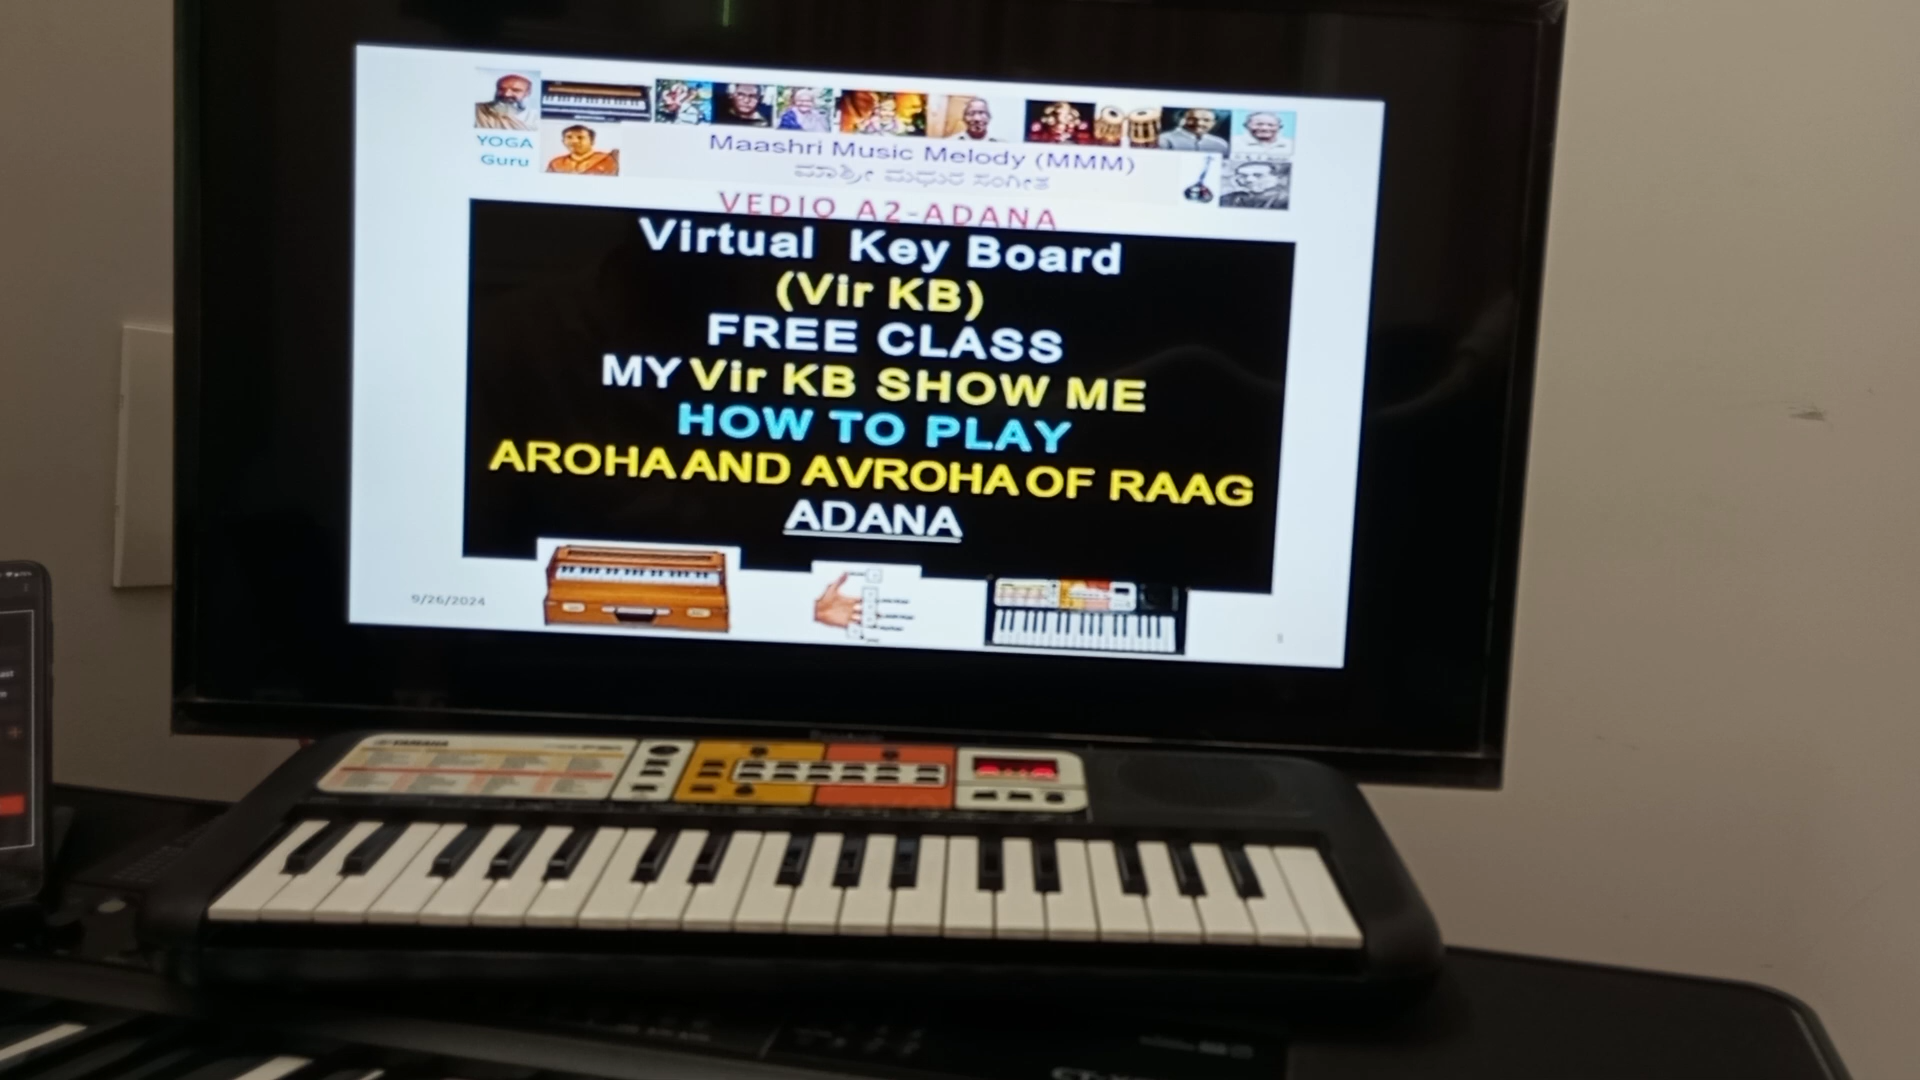 YOGA
Guru
Maashri Music Melody (MMM)
ಮಾಶ್ರೀ ಮಧುರ ಸಂಗೀತ
VEDIO A2-ADANA
Virtual Key Board
(Vir KB)
FREE CLASS
MY Vir KB SHOW ME
HOW TO PLAY
AROHA AND AVROHA OF RAAG
ADANA
9/26/2024
YAMAHA